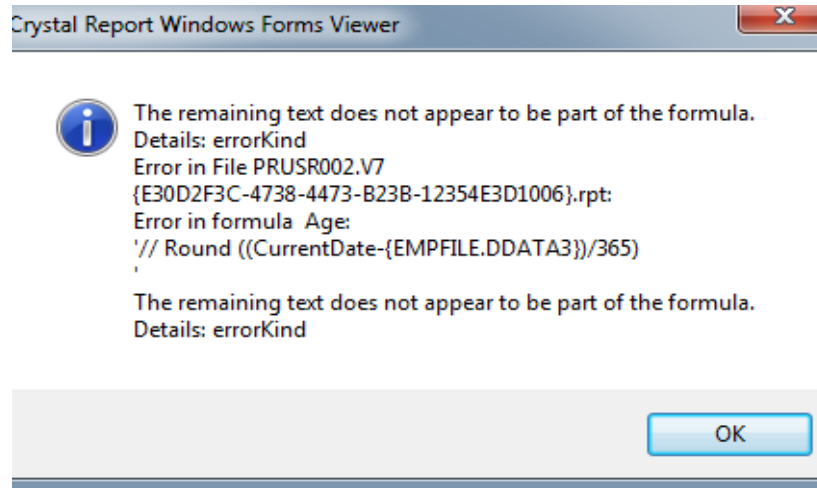 Crystal Report Windows Forms Viewer
The remaining text does not appear to be part of the formula.
Details: errorKind
Error in File PRUSR002.V7
{E30D2F3C-4738-4473-B23B-12354E3D1006}.rpt:
Error in formula  Age:
'// Round ((CurrentDate-{EMPFILE.DDATA3})/365)
'
The remaining text does not appear to be part of the formula.
Details: errorKind
OK